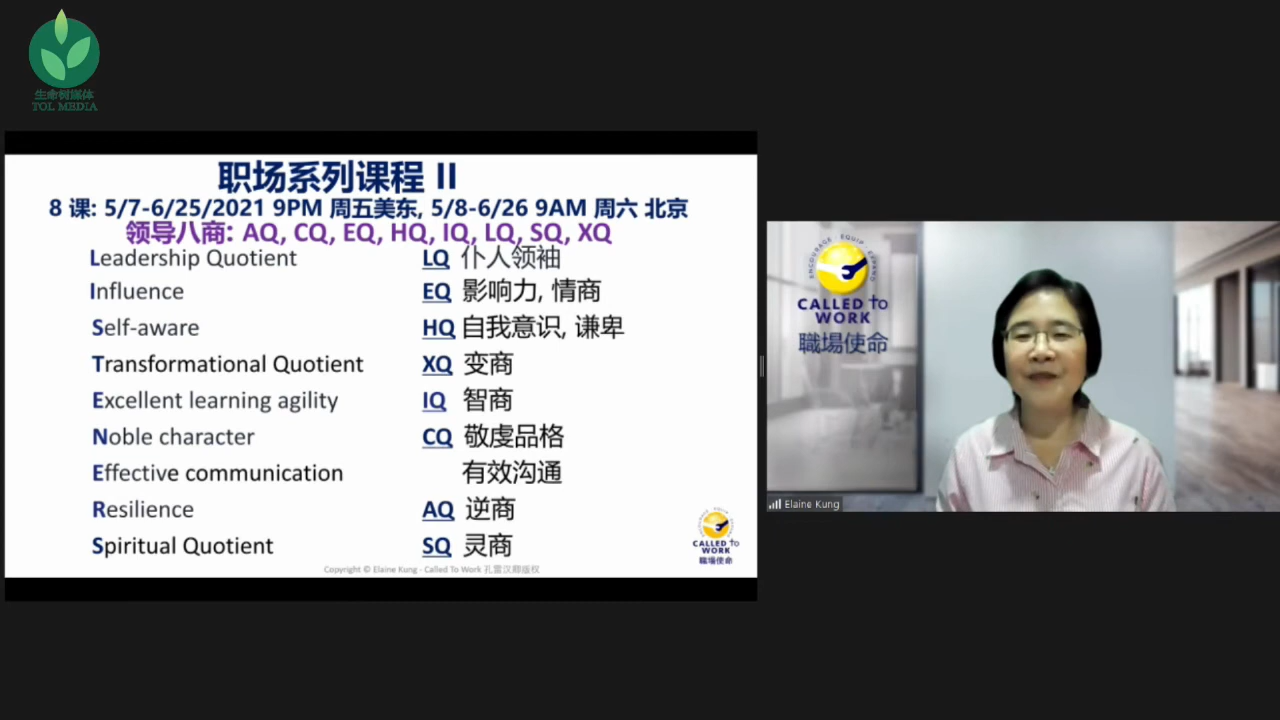 生命树媒体
TOL MEDIA
职场系列课程 II
8 课: 5/7-6/25/2021 9PM 周五美东, 5/8-6/26 9AM 周六 北京
领导八商: AQ, CQ, EQ, HQ, IQ, LQ, SQ, XQ
Leadership Quotient LQ 仆人领袖
Influence EQ 影响力, 情商
Self-aware HQ 自我意识, 谦卑
Transformational Quotient XQ 变商
Excellent learning agility IQ 智商
Noble character CQ 敬虔品格
Effective communication 有效沟通
Resilience AQ 逆商
Spiritual Quotient SQ 灵商
Copyright © Elaine Kung - Called To Work 孔雷汉卿版权
CALLED to
WORK
職場使命
ENCOURAGE EQUIP EXPAND
CALLED to
WORK
職場使命
Elaine Kung